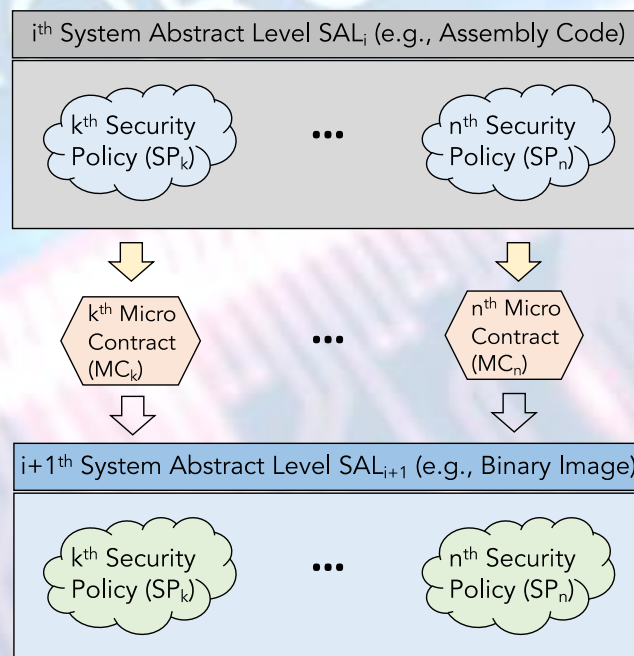 iᵗʰ System Abstract Level SALᵢ (e.g., Assembly Code)
kᵗʰ Security
Policy (SPₖ)
...
nᵗʰ Security
Policy (SPₙ)
kᵗʰ Micro
Contract
(MCₖ)
...
nᵗʰ Micro
Contract
(MCₙ)
i+1ᵗʰ System Abstract Level SALᵢ₊₁ (e.g., Binary Image)
kᵗʰ Security
Policy (SPₖ)
...
nᵗʰ Security
Policy (SPₙ)